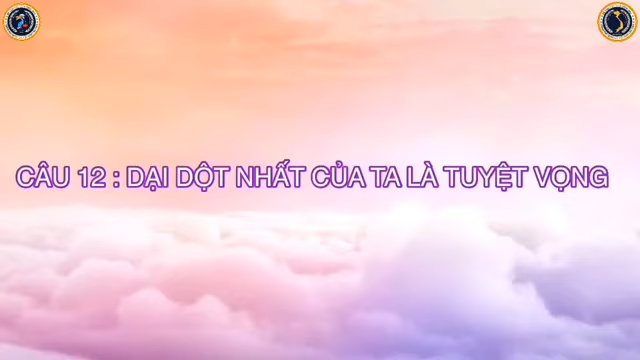 CÂU 12 : DẠI DỘT NHẤT CỦA TA LÀ TUYỆT VỌNG